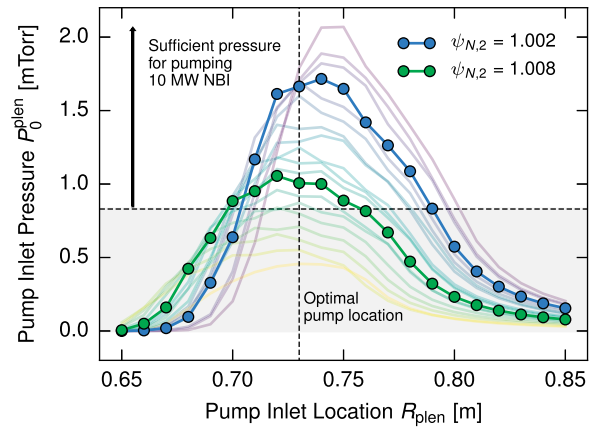 Pump Inlet Pressure P₀ᵖˡᵉⁿ [mTorr]
2.0
1.5
1.0
0.5
0.0
Sufficient pressure
for pumping
10 MW NBI
ψN,2 = 1.002
ψN,2 = 1.008
Optimal
pump location
0.65
0.70
0.75
0.80
0.85
Pump Inlet Location Rplen [m]